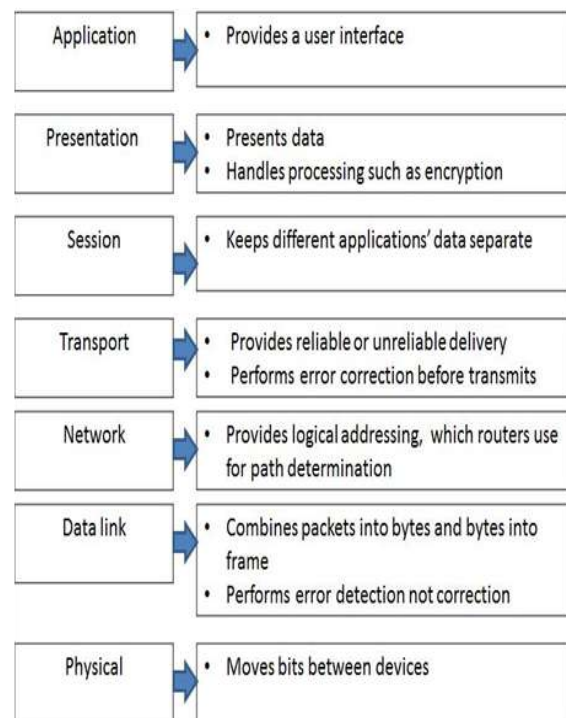 Application
• Provides a user interface
Presentation
• Presents data
• Handles processing such as encryption
Session
• Keeps different applications' data separate
Transport
• Provides reliable or unreliable delivery
• Performs error correction before transmits
Network
• Provides logical addressing, which routers use
for path determination
Data link
• Combines packets into bytes and bytes into
frame
• Performs error detection not correction
Physical
• Moves bits between devices